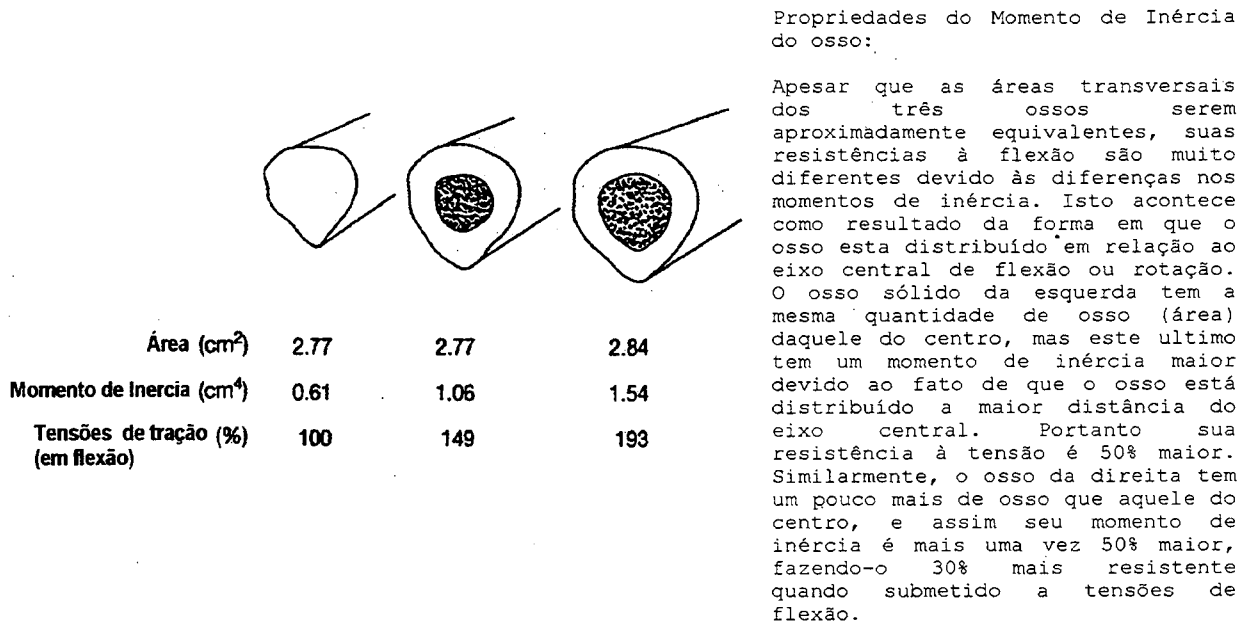 Área (cm²) 2.77 2.77 2.84
Momento de Inercia (cm⁴) 0.61 1.06 1.54
Tensões de tração (%) 100 149 193
(em flexão)
Propriedades do Momento de Inércia
do osso:
Apesar que as áreas transversais
dos três ossos serem
aproximadamente equivalentes, suas
resistências à flexão são muito
diferentes devido às diferenças nos
momentos de inércia. Isto acontece
como resultado da forma em que o
osso esta distribuído em relação ao
eixo central de flexão ou rotação.
O osso sólido da esquerda tem a
mesma quantidade de osso (área)
daquele do centro, mas este ultimo
tem um momento de inércia maior
devido ao fato de que o osso está
distribuído a maior distância do
eixo central. Portanto sua
resistência à tensão é 50% maior.
Similarmente, o osso da direita tem
um pouco mais de osso que aquele do
centro, e assim seu momento de
inércia é mais uma vez 50% maior,
fazendo-o 30% mais resistente
quando submetido a tensões de
flexão.